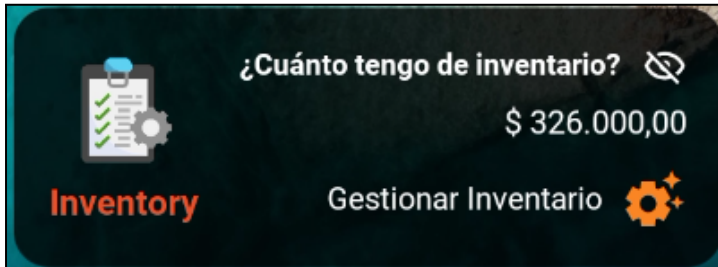 ¿Cuánto tengo de inventario?
$ 326.000,00
Inventory
Gestionar Inventario